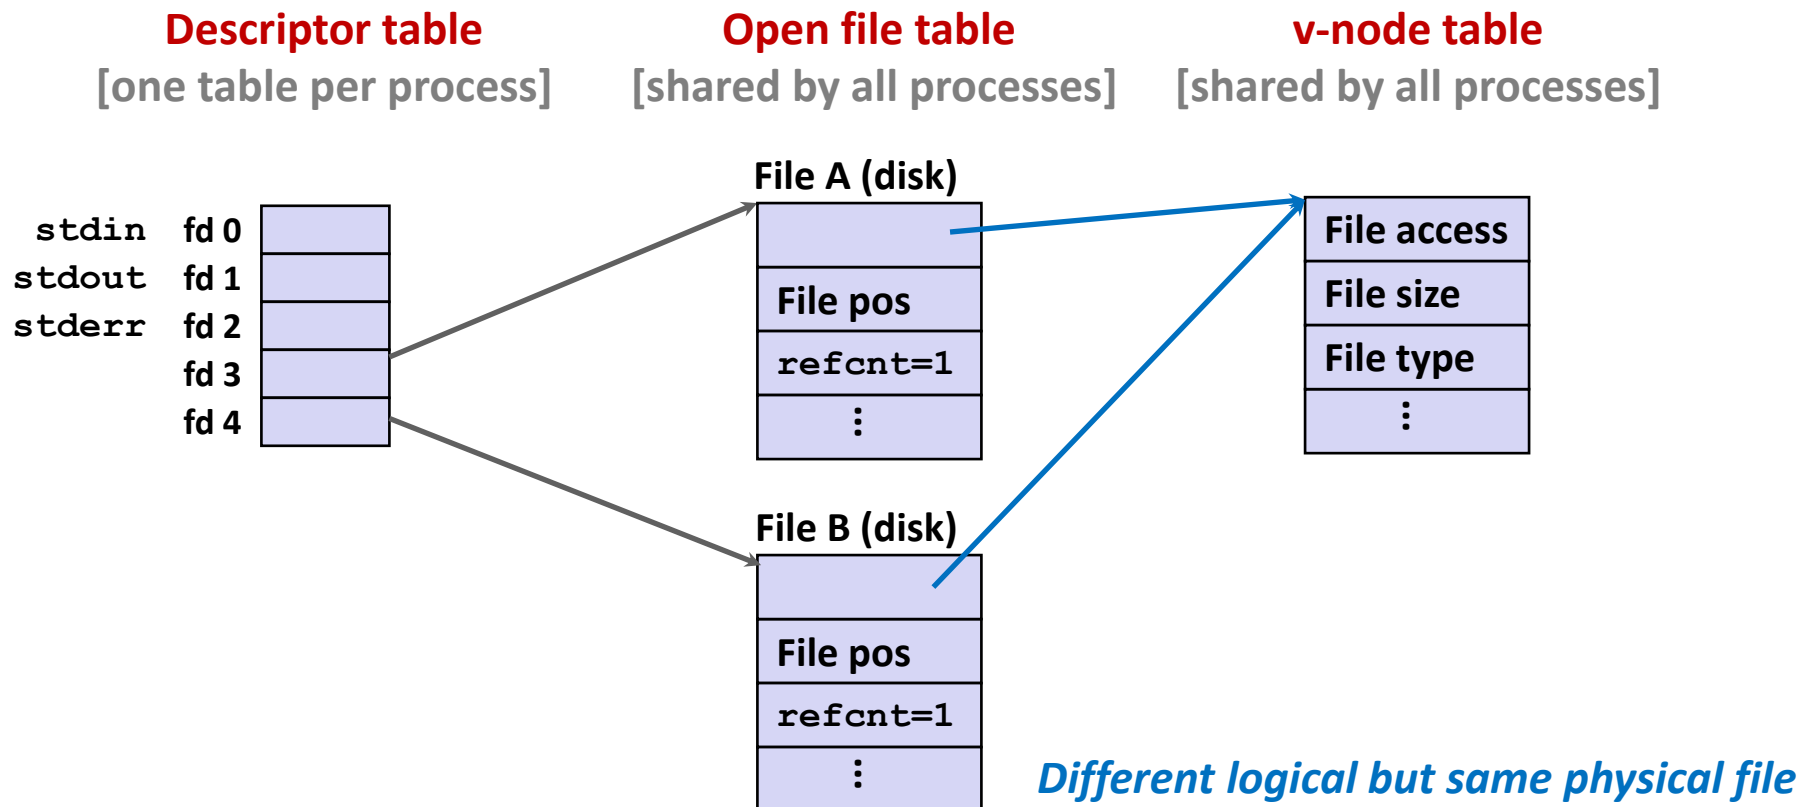 Descriptor table
[one table per process]
Open file table
[shared by all processes]
v-node table
[shared by all processes]
stdin fd 0
stdout fd 1
stderr fd 2
fd 3
fd 4
File A (disk)
File pos
refcnt=1
⋮
File B (disk)
File pos
refcnt=1
⋮
File access
File size
File type
⋮
Different logical but same physical file